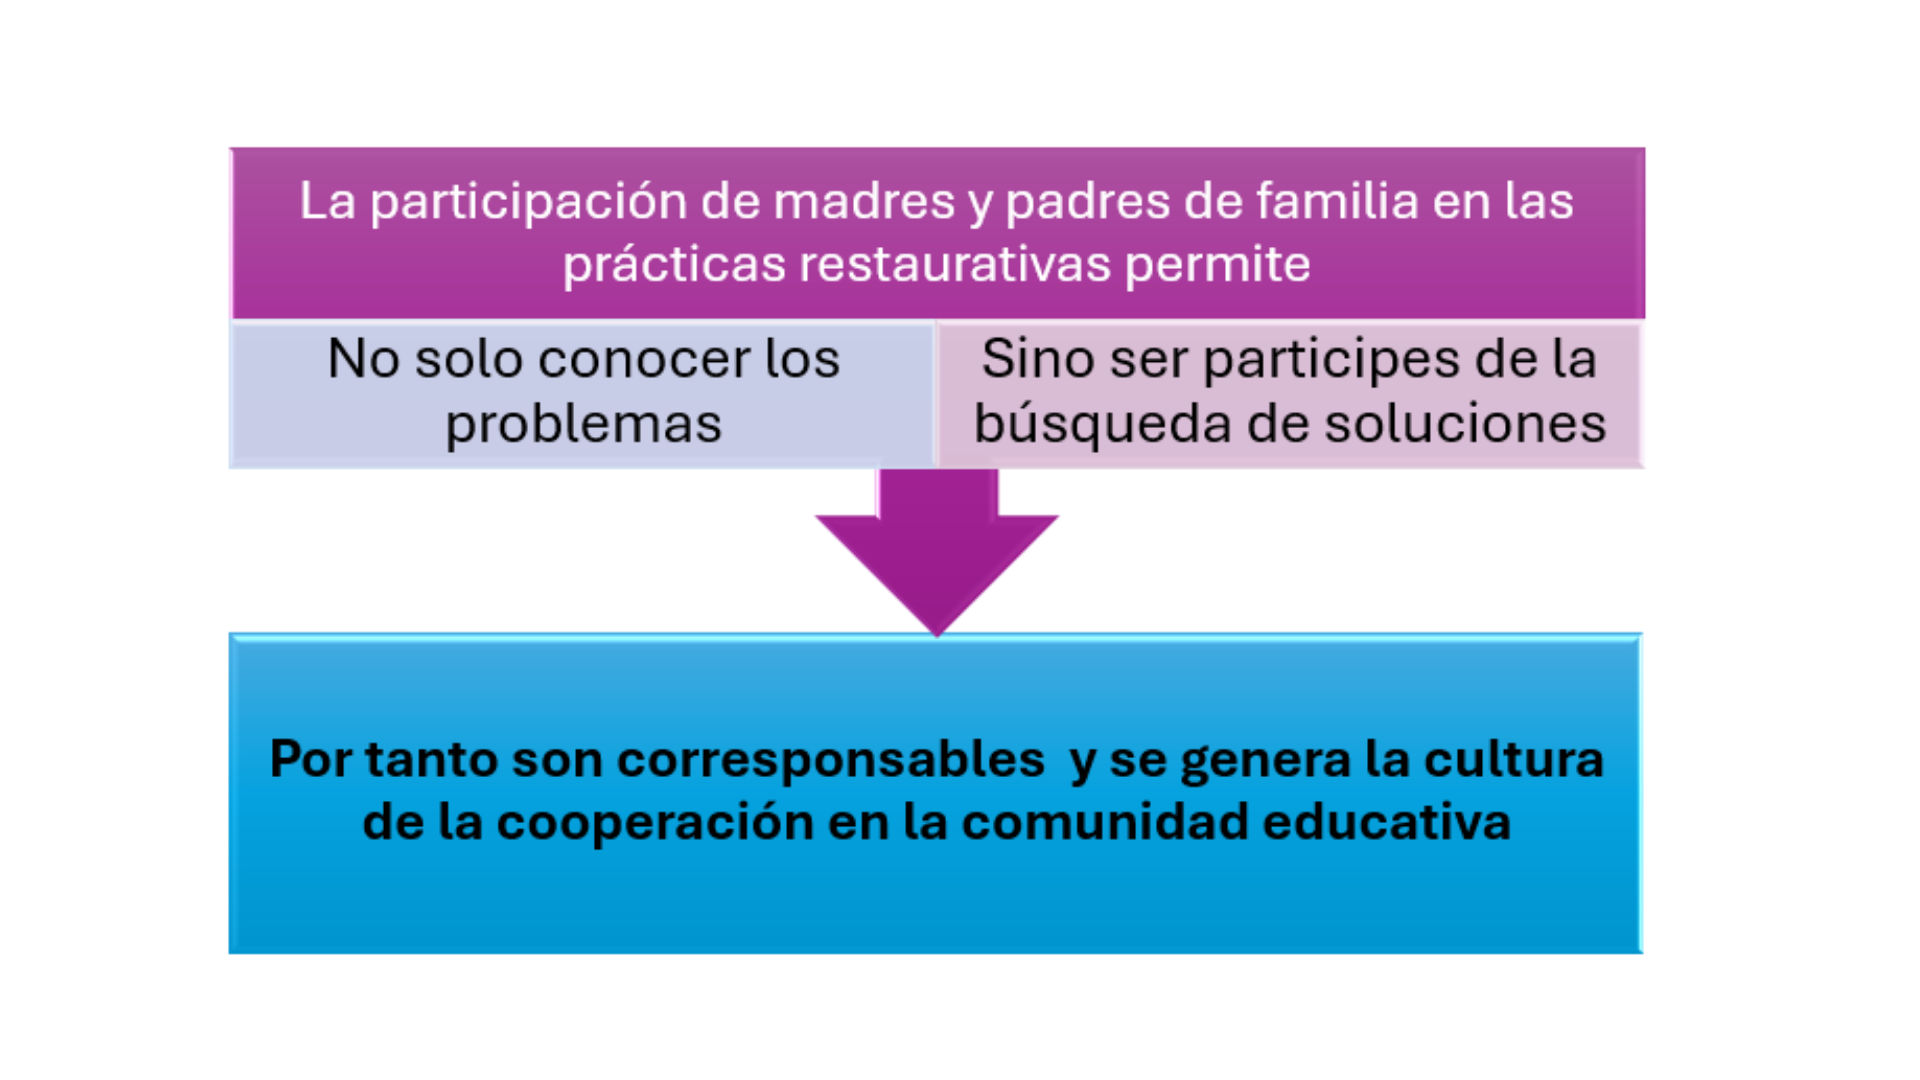 La participación de madres y padres de familia en las
prácticas restaurativas permite
No solo conocer los
problemas
Sino ser participes de la
búsqueda de soluciones
Por tanto son corresponsables  y se genera la cultura
de la cooperación en la comunidad educativa